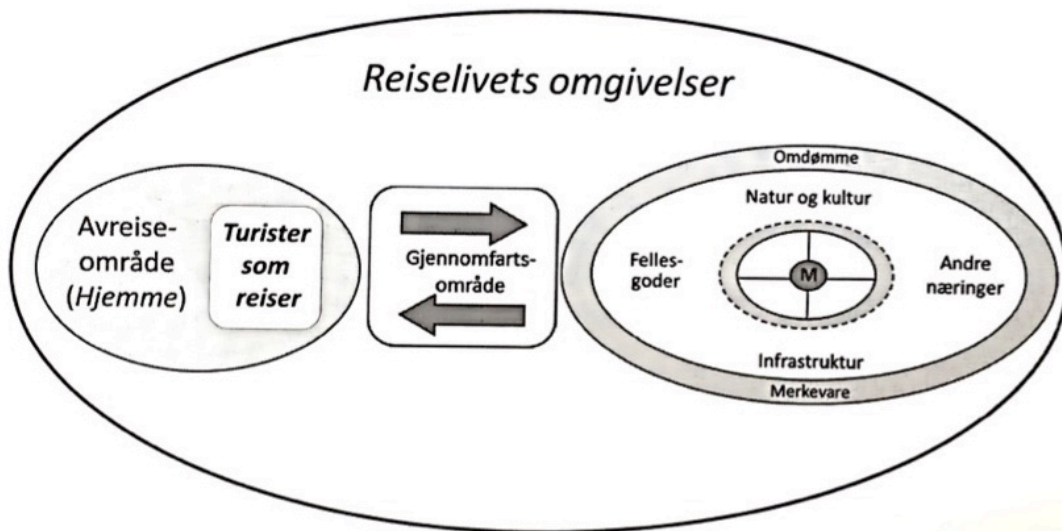 Reiselivets omgivelser
Avreise-
område
(Hjemme)
Turister
som
reiser
Gjennomfarts-
område
Omdømme
Natur og kultur
Felles-
goder
M
Andre
næringer
Infrastruktur
Merkevare